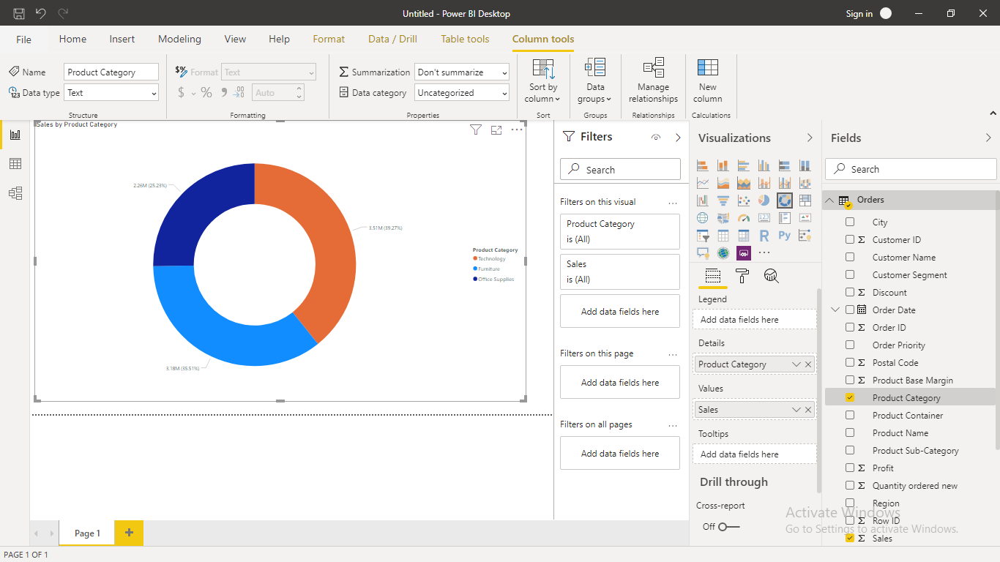 Untitled - Power BI Desktop
Sign in
File
Home
Insert
Modeling
View
Help
Format
Data / Drill
Table tools
Column tools
Name
Product Category
Data type
Text
Structure
$% Format
Text
$ % 9 .00
Auto
Formatting
Summarization
Don't summarize
Data category
Uncategorized
Properties
Sort by
column
Sort
Data
groups
Groups
Manage
relationships
Relationships
New
column
Calculations
Sales by Product Category
2.26M (25.23%)
3.51M (39.27%)
3.18M (35.51%)
Product Category
Technology
Furniture
Office Supplies
Filters
Search
Filters on this visual
Product Category
is (All)
Sales
is (All)
Add data fields here
Filters on this page
Add data fields here
Filters on all pages
Add data fields here
Visualizations
R
Py
Legend
Add data fields here
Details
Product Category
Values
Sales
Tooltips
Add data fields here
Drill through
Cross-report
Off
Fields
Search
Orders
City
Customer ID
Customer Name
Customer Segment
Discount
Order Date
Order ID
Order Priority
Postal Code
Product Base Margin
Product Category
Product Container
Product Name
Product Sub-Category
Profit
Quantity ordered new
Region
Row ID
Sales
Activate Windows
Go to Settings to activate Windows.
Page 1
PAGE 1 OF 1